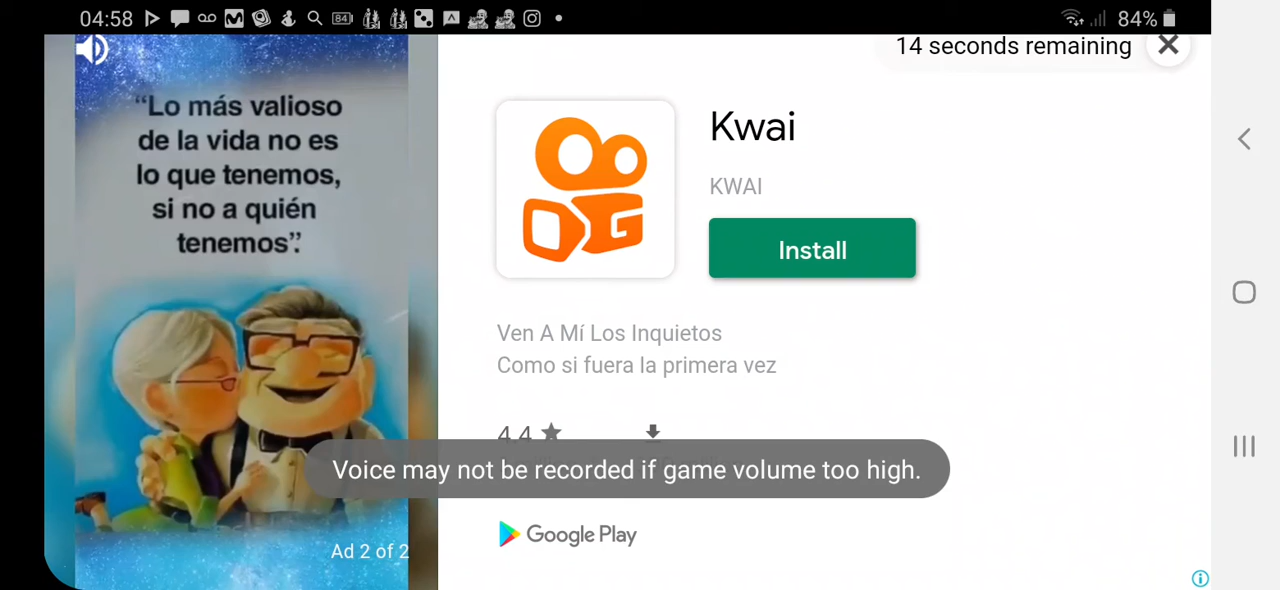 04:58
84
84%
14 seconds remaining
“Lo más valioso
de la vida no es
lo que tenemos,
si no a quién
tenemos”.
Kwai
KWAI
Install
Ven A Mí Los Inquietos
Como si fuera la primera vez
4.4
Voice may not be recorded if game volume too high.
Google Play
Ad 2 of 2